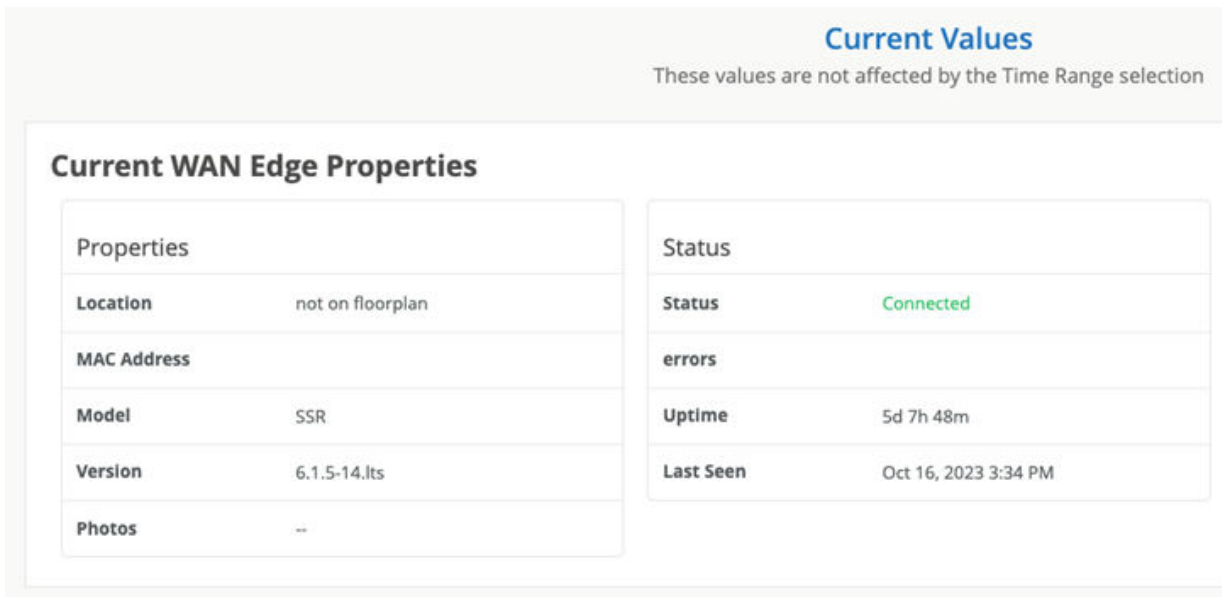 Current Values
These values are not affected by the Time Range selection
Current WAN Edge Properties
Properties
Location not on floorplan
MAC Address
Model SSR
Version 6.1.5-14.lts
Photos --
Status
Status Connected
errors
Uptime 5d 7h 48m
Last Seen Oct 16, 2023 3:34 PM